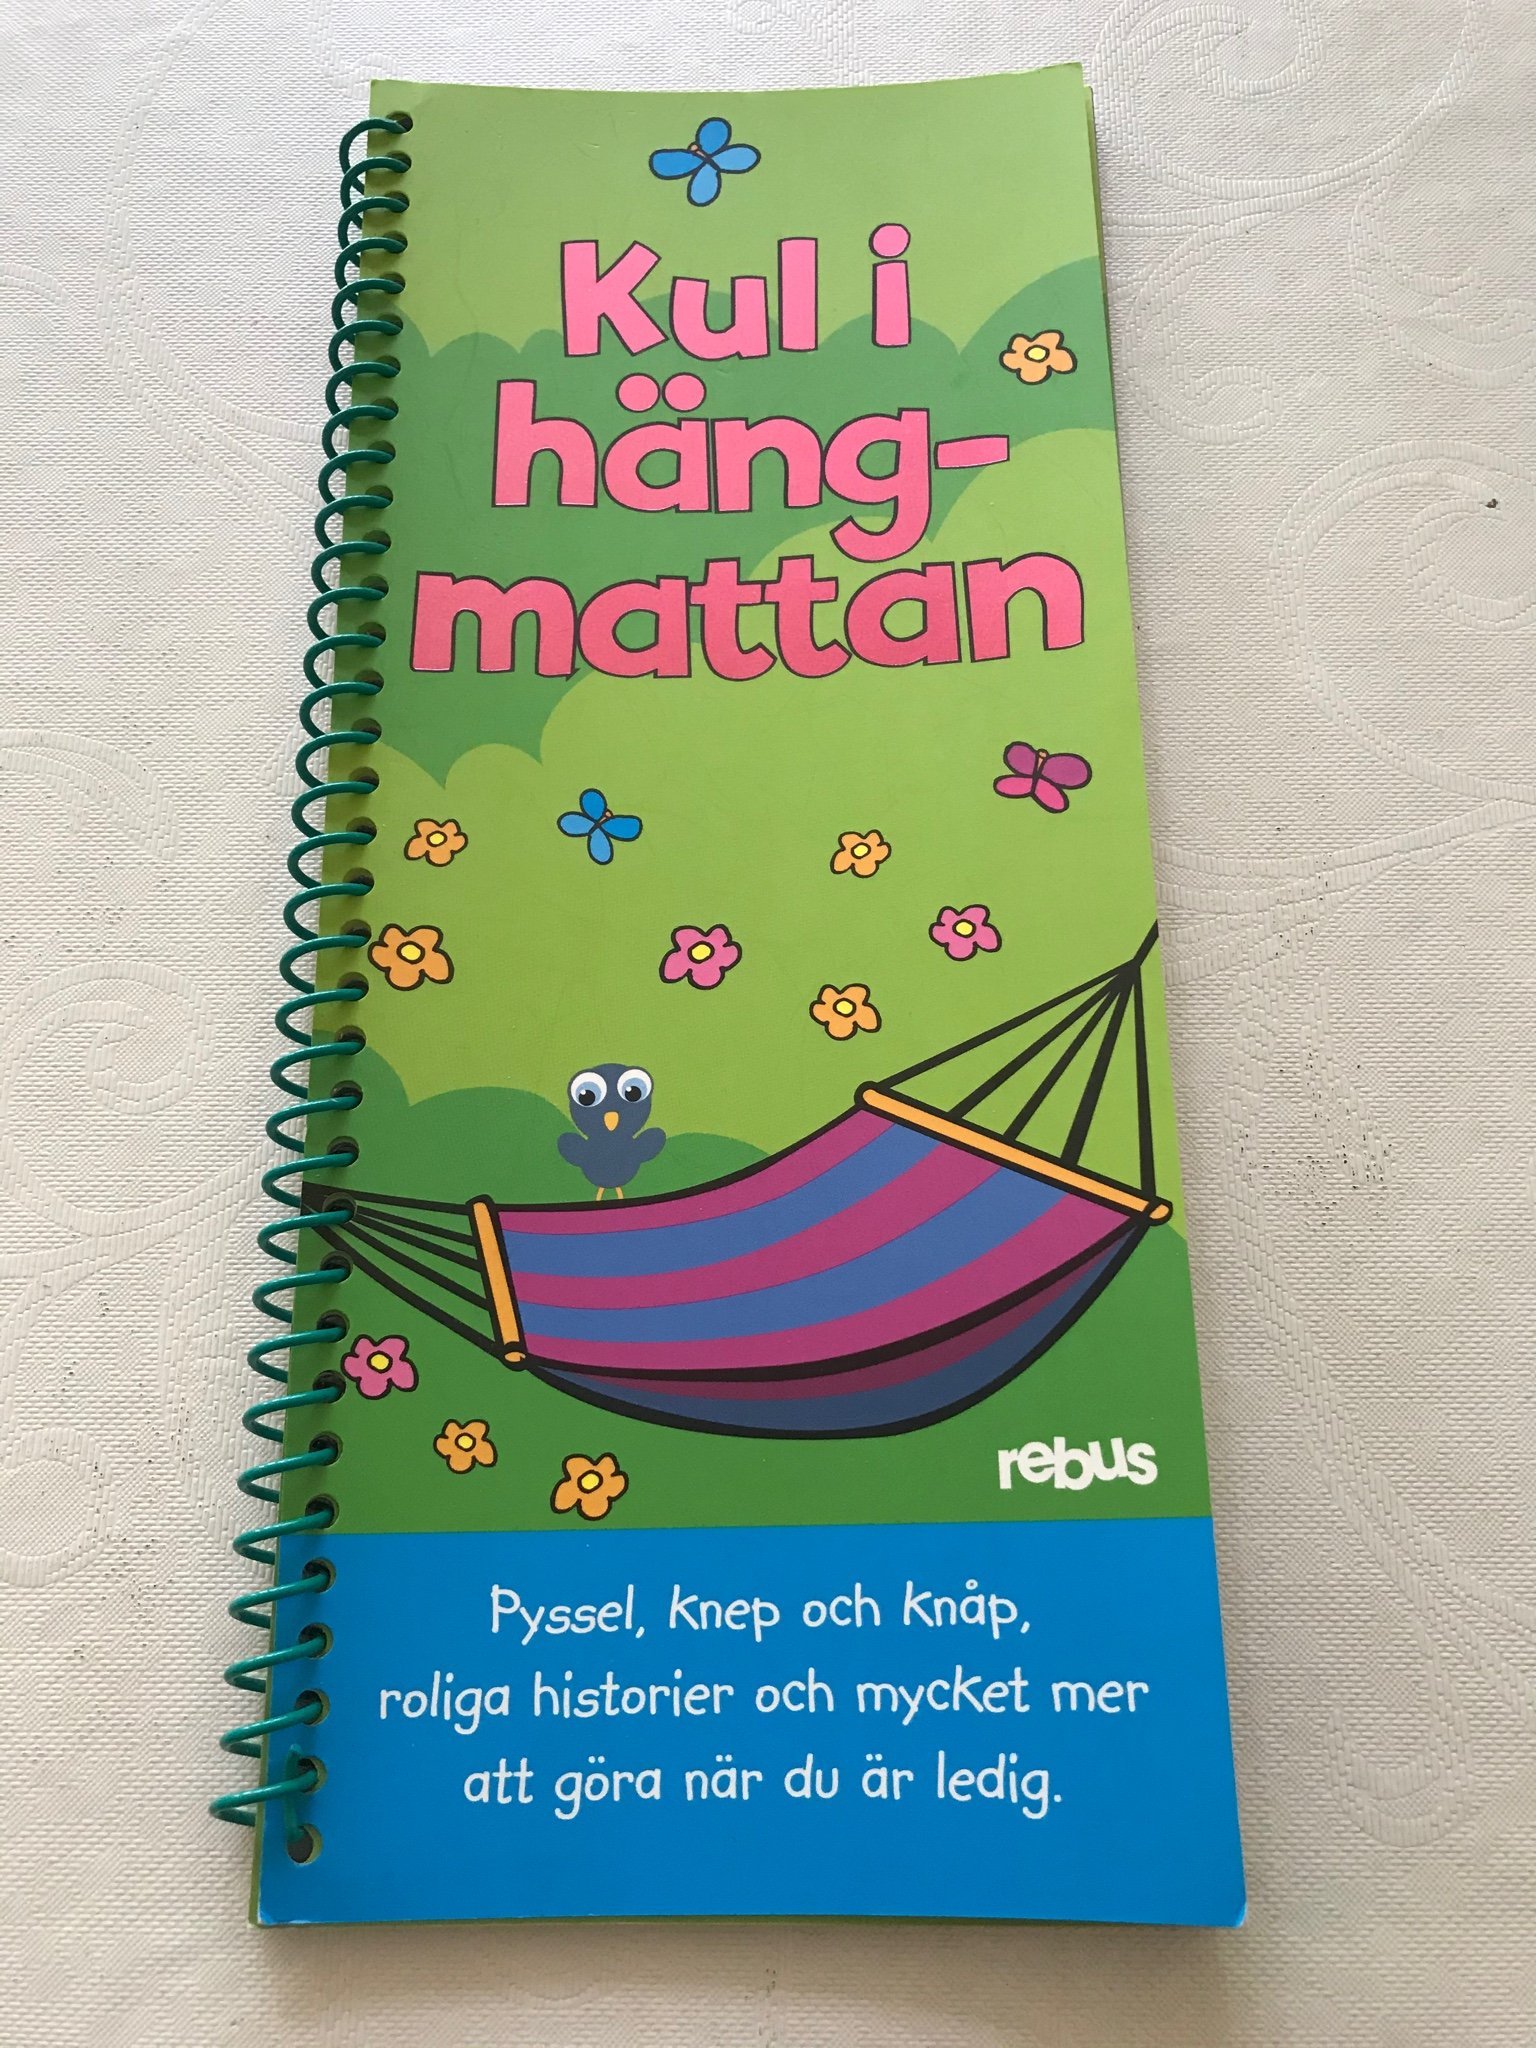 Kul i
häng-
mattan
rebus
Pyssel, knep och knåp,
roliga historier och mycket mer
att göra när du är ledig.